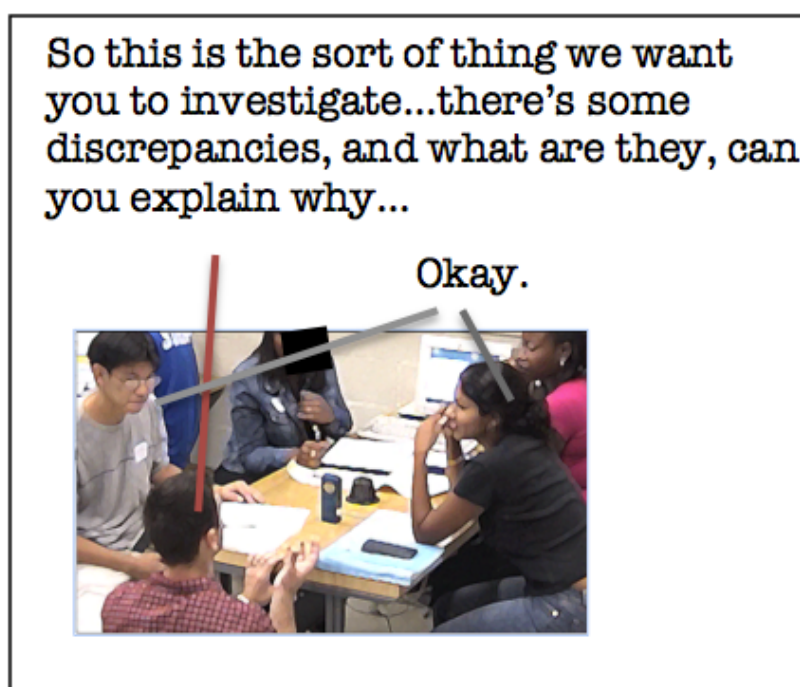 So this is the sort of thing we want
you to investigate...there's some
discrepancies, and what are they, can
you explain why...
Okay.